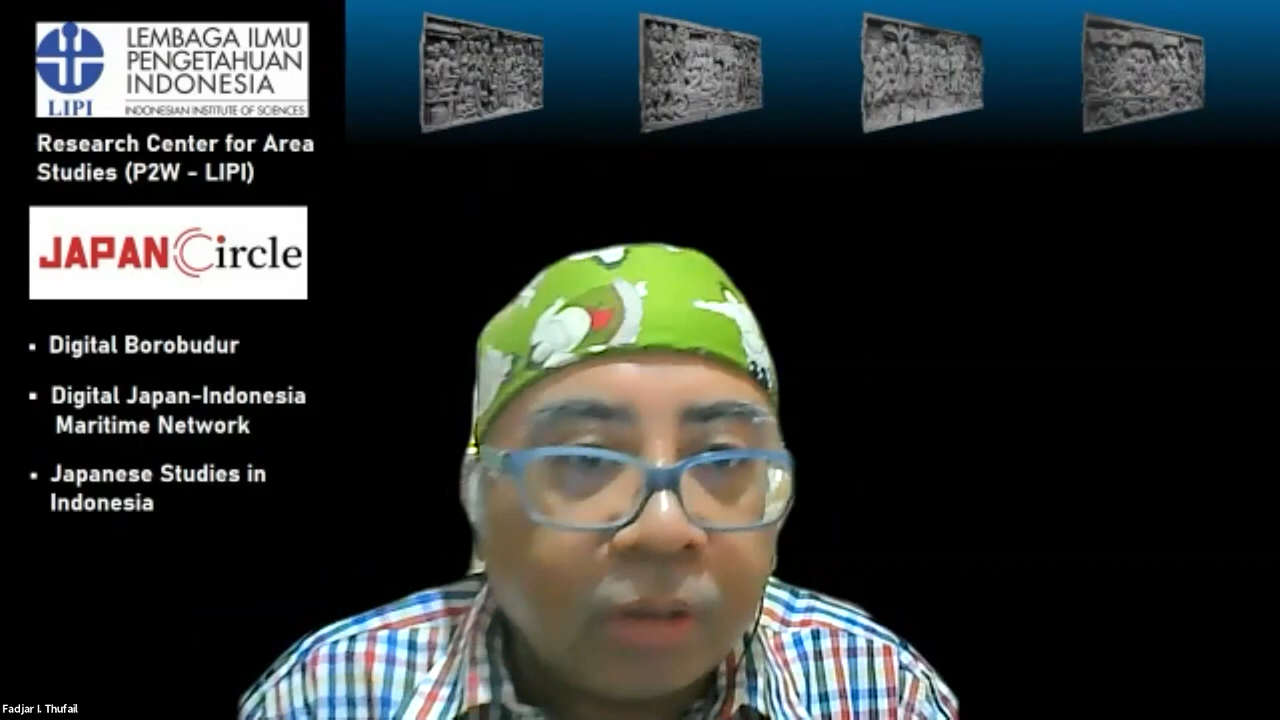 LEMBAGA ILMU
PENGETAHUAN
INDONESIA
LIPI
INDONESIAN INSTITUTE OF SCIENCES
Research Center for Area
Studies (P2W - LIPI)
JAPAN Circle
▪ Digital Borobudur
▪ Digital Japan-Indonesia
Maritime Network
▪ Japanese Studies in
Indonesia
Fadjar I. Thufail